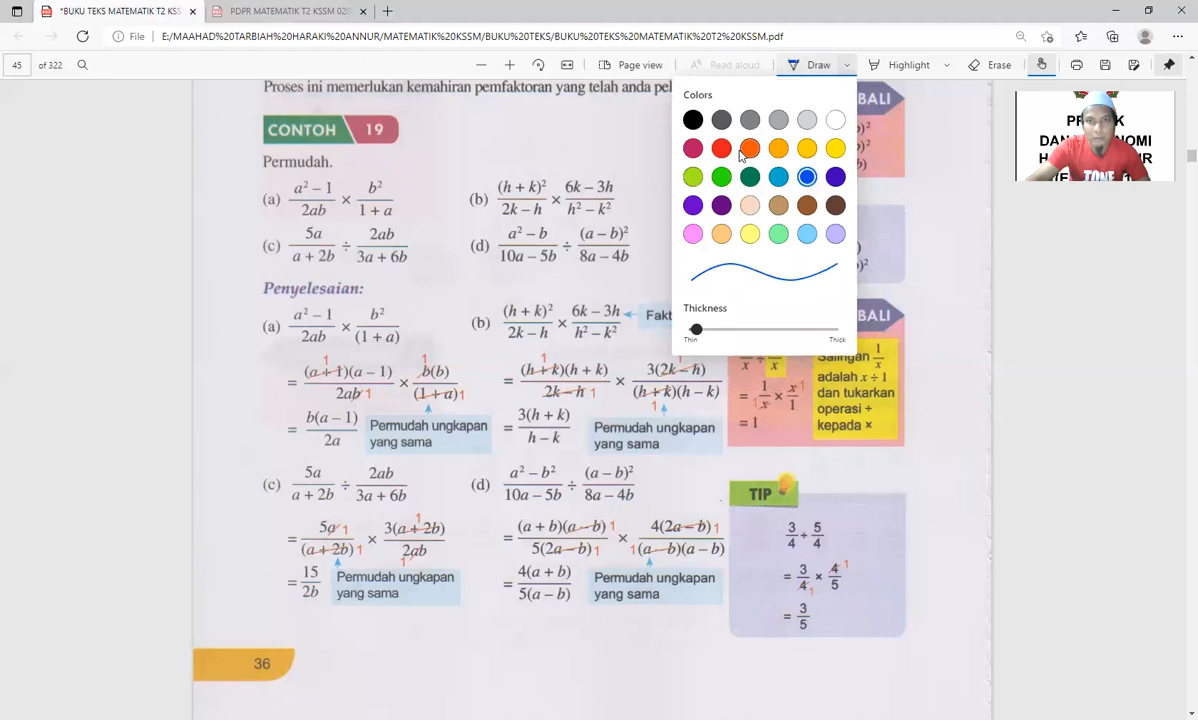 *BUKU TEKS MATEMATIK T2 KSS
PDPR MATEMATIK T2 KSSM 020
File
E:/MAAHAD%20TARBIAH%20HARAKI%20ANNUR/MATEMATIK%20KSSM/BUKU%20TEKS/BUKU%20TEKS%20MATEMATIK%20T2%20KSSM.pdf
45 of 322
Page view
Read aloud
Draw
Highlight
Erase
Colors
Thickness
Thin Thick
Proses ini memerlukan kemahiran pemfaktoran yang telah anda pel
CONTOH 19
Permudah.
(a) (a² – 1)/(2ab) × b²/(1 + a)
(b) (h + k)²/(2k – h) × (6k – 3h)/(h² – k²)
(c) 5a/(a + 2b) ÷ 2ab/(3a + 6b)
(d) (a² – b)/(10a – 5b) ÷ (a – b)²/(8a – 4b)
Penyelesaian:
(a) (a² – 1)/(2ab) × b²/(1 + a)
= (a + 1)(a – 1)/(2ab) × b(b)/(1 + a)
= b(a – 1)/(2a)
Permudah ungkapan
yang sama
(b) (h + k)²/(2k – h) × (6k – 3h)/(h² – k²)
Fakt
= (h + k)(h + k)/(2k – h) × 3(2k – h)/((h + k)(h – k))
= 3(h + k)/(h – k)
Permudah ungkapan
yang sama
(c) 5a/(a + 2b) ÷ 2ab/(3a + 6b)
= 5a/(a + 2b) × 3(a + 2b)/(2ab)
= 15/(2b)
Permudah ungkapan
yang sama
(d) (a² – b²)/(10a – 5b) ÷ (a – b)²/(8a – 4b)
= (a + b)(a – b)/(5(2a – b)) × 4(2a – b)/((a – b)(a – b))
= 4(a + b)/(5(a – b))
Permudah ungkapan
yang sama
BALI
BALI
= 1/x × x/1
= 1
Salingan 1/x
adalah x ÷ 1
dan tukarkan
operasi ÷
kepada ×
TIP
3/4 ÷ 5/4
= 3/4 × 4/5
= 3/5
36
TONE